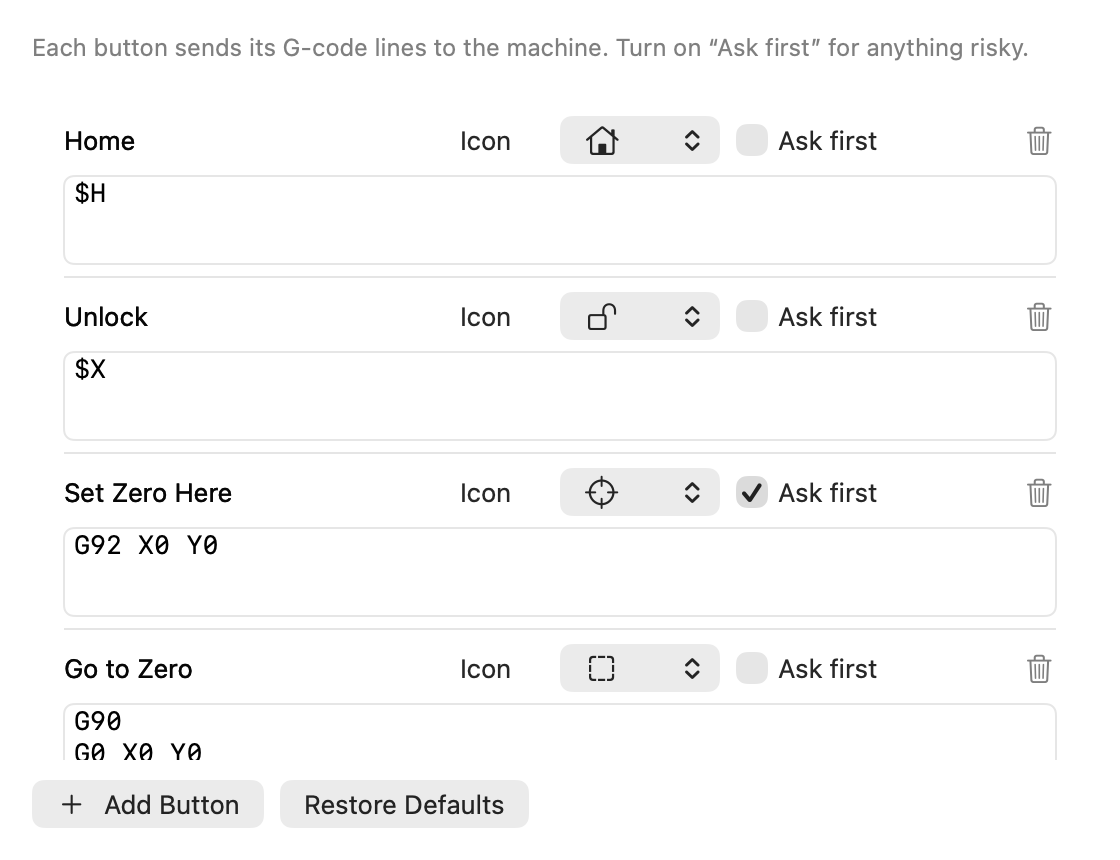 Each button sends its G-code lines to the machine. Turn on “Ask first” for anything risky.
Home Icon Ask first
$H
Unlock Icon Ask first
$X
Set Zero Here Icon Ask first
G92 X0 Y0
Go to Zero Icon Ask first
G90
G0 X0 Y0
+ Add Button Restore Defaults